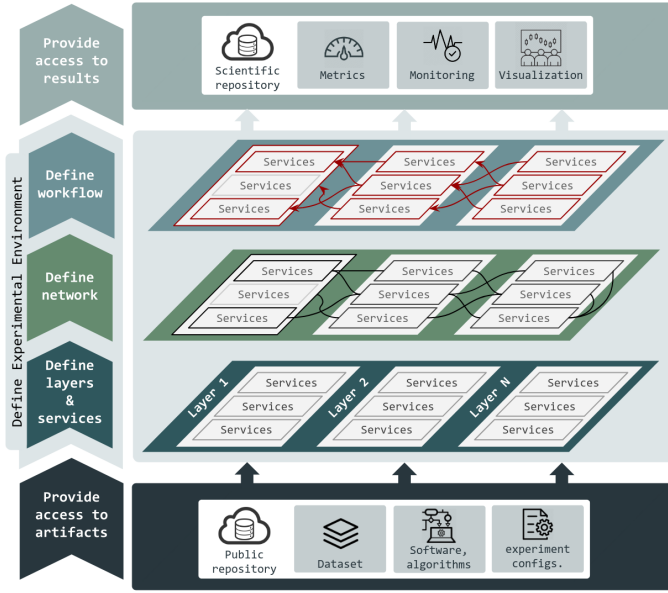 Provide
access to
results
Scientific
repository
Metrics
Monitoring
Visualization
Define Experimental Environment
Define
workflow
Services
Services
Services
Services
Services
Services
Services
Services
Services
Define
network
Services
Services
Services
Services
Services
Services
Services
Services
Services
Define
layers
&
services
Layer 1
Services
Services
Services
Layer 2
Services
Services
Services
Layer N
Services
Services
Services
Provide
access to
artifacts
Public
repository
Dataset
Software,
algorithms
experiment
configs.